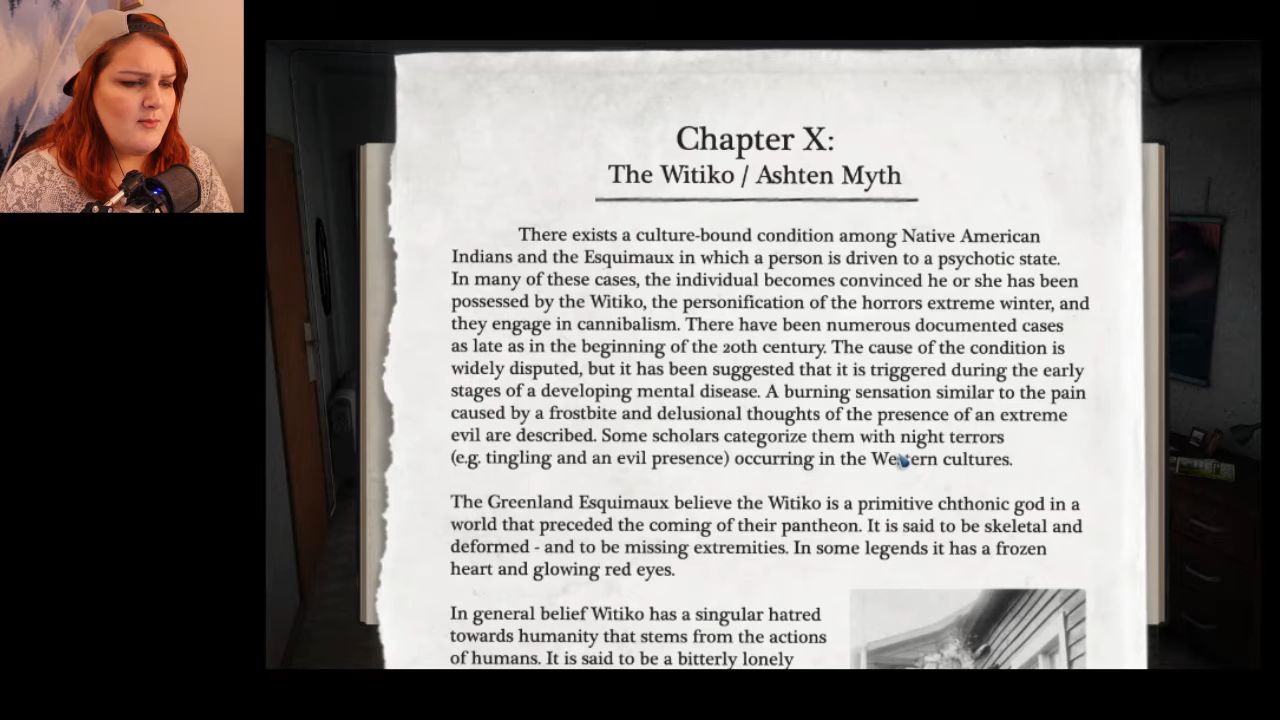 Chapter X:
The Witiko / Ashten Myth
There exists a culture-bound condition among Native American
Indians and the Esquimaux in which a person is driven to a psychotic state.
In many of these cases, the individual becomes convinced he or she has been
possessed by the Witiko, the personification of the horrors extreme winter, and
they engage in cannibalism. There have been numerous documented cases
as late as in the beginning of the 20th century. The cause of the condition is
widely disputed, but it has been suggested that it is triggered during the early
stages of a developing mental disease. A burning sensation similar to the pain
caused by a frostbite and delusional thoughts of the presence of an extreme
evil are described. Some scholars categorize them with night terrors
(e.g. tingling and an evil presence) occurring in the Western cultures.
The Greenland Esquimaux believe the Witiko is a primitive chthonic god in a
world that preceded the coming of their pantheon. It is said to be skeletal and
deformed - and to be missing extremities. In some legends it has a frozen
heart and glowing red eyes.
In general belief Witiko has a singular hatred
towards humanity that stems from the actions
of humans. It is said to be a bitterly lonely